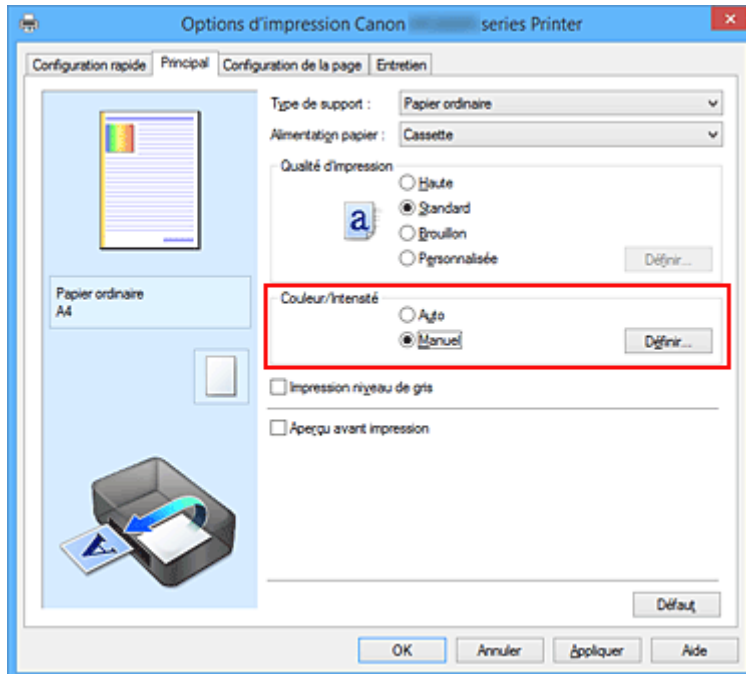 Options d'impression Canon series Printer
Configuration rapide Principal Configuration de la page Entretien
Type de support : Papier ordinaire
Alimentation papier : Cassette
Qualité d'impression
Haute
a Standard
Brouillon
Personnalisée Définir...
Papier ordinaire
A4
Couleur/Intensité
Auto
Manuel Définir...
Impression niveau de gris
Aperçu avant impression
A
Défaut
OK Annuler Appliquer Aide